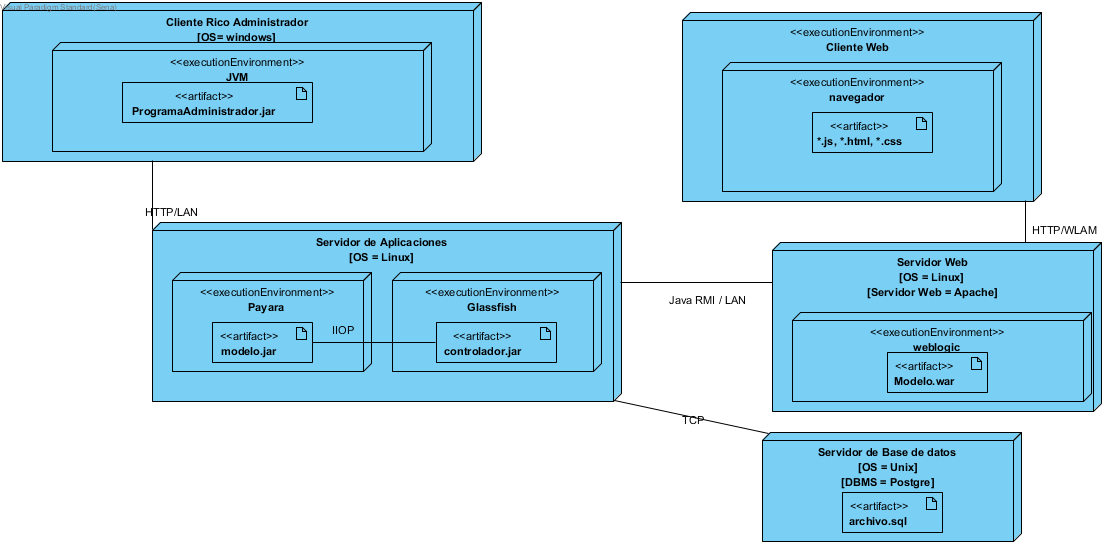 Visual Paradigm Standard(Sena)
Cliente Rico Administrador
[OS= windows]
<<executionEnvironment>>
JVM
<<artifact>>
ProgramaAdministrador.jar
<<executionEnvironment>>
Cliente Web
<<executionEnvironment>>
navegador
<<artifact>>
*.js, *.html, *.css
HTTP/LAN
HTTP/WLAM
Servidor de Aplicaciones
[OS = Linux]
<<executionEnvironment>>
Payara
<<artifact>>
modelo.jar
IIOP
<<executionEnvironment>>
Glassfish
<<artifact>>
controlador.jar
Java RMI / LAN
Servidor Web
[OS = Linux]
[Servidor Web = Apache]
<<executionEnvironment>>
weblogic
<<artifact>>
Modelo.war
TCP
Servidor de Base de datos
[OS = Unix]
[DBMS = Postgre]
<<artifact>>
archivo.sql